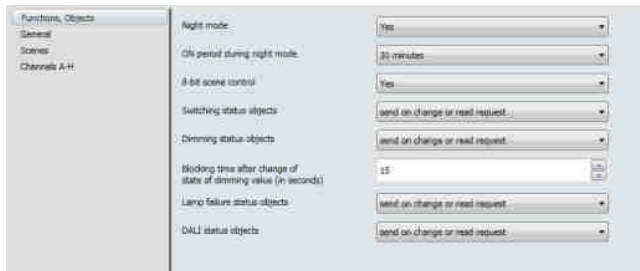 Functions, Objects
General
Scenes
Channels A-H
Night mode
Yes
ON period during night mode
30 minutes
8-bit scene control
Yes
Switching status objects
send on change or read request
Dimming status objects
send on change or read request
Blocking time after change of
state of dimming value (in seconds)
15
Lamp failure status objects
send on change or read request
DALI status objects
send on change or read request